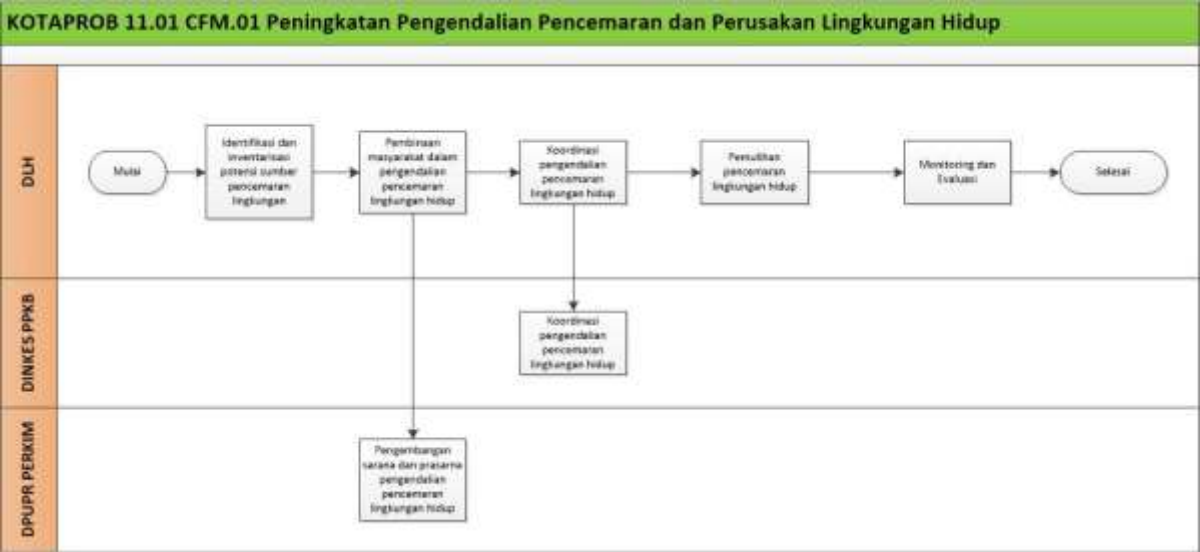 KOTAPROB 11.01 CFM.01 Peningkatan Pengendalian Pencemaran dan Perusakan Lingkungan Hidup
DLH
Mulai
Identifikasi dan
inventarisasi
potensi sumber
pencemaran
lingkungan
Pembinaan
masyarakat dalam
pengendalian
pencemaran
lingkungan hidup
Koordinasi
pengendalian
pencemaran
lingkungan hidup
Pemulihan
pencemaran
lingkungan hidup
Monitoring dan
Evaluasi
Selesai
DINKES PPKB
Koordinasi
pengendalian
pencemaran
lingkungan hidup
DPUPR PERKIM
Pengembangan
sarana dan prasarna
pengendalian
pencemaran
lingkungan hidup